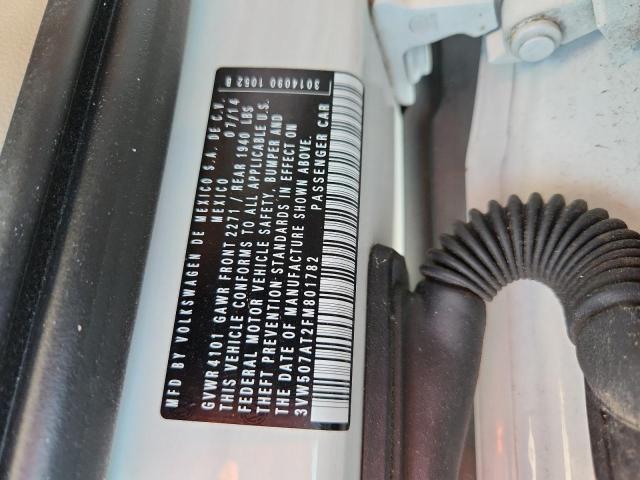 MFD BY VOLKSWAGEN DE MEXICO S.A. DE C.V.
MEXICO 07/14
GVWR 4101 GAWR FRONT 2271/ REAR 1940 LBS
THIS VEHICLE CONFORMS TO ALL APPLICABLE U.S.
FEDERAL MOTOR VEHICLE SAFETY, BUMPER AND
THEFT PREVENTION-STANDARDS IN EFFECT ON
THE DATE OF MANUFACTURE SHOWN ABOVE.
3VW507AT2FM801782 PASSENGER CAR
3014090 1052 B